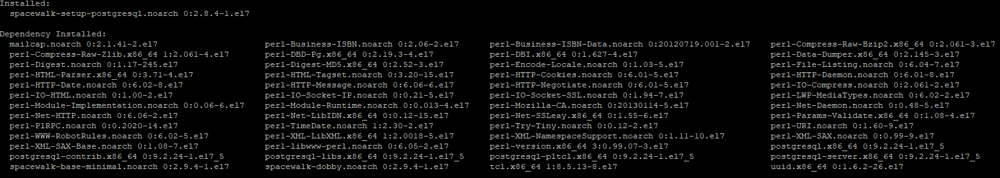 Installed:
spacewalk-setup-postgresql.noarch 0:2.8.4-1.el7
Dependency Installed:
mailcap.noarch 0:2.1.41-2.el7 perl-Business-ISBN.noarch 0:2.06-2.el7 perl-Business-ISBN-Data.noarch 0:20120719.001-2.el7 perl-Compress-Raw-Bzip2.x86_64 0:2.061-3.el7
perl-Compress-Raw-Zlib.x86_64 1:2.061-4.el7 perl-DBD-Pg.x86_64 0:2.19.3-4.el7 perl-DBI.x86_64 0:1.627-4.el7 perl-Data-Dumper.x86_64 0:2.145-3.el7
perl-Digest.noarch 0:1.17-245.el7 perl-Digest-MD5.x86_64 0:2.52-3.el7 perl-Encode-Locale.noarch 0:1.03-5.el7 perl-File-Listing.noarch 0:6.04-7.el7
perl-HTML-Parser.x86_64 0:3.71-4.el7 perl-HTML-Tagset.noarch 0:3.20-15.el7 perl-HTTP-Cookies.noarch 0:6.01-5.el7 perl-HTTP-Daemon.noarch 0:6.01-8.el7
perl-HTTP-Date.noarch 0:6.02-8.el7 perl-HTTP-Message.noarch 0:6.06-6.el7 perl-HTTP-Negotiate.noarch 0:6.01-5.el7 perl-IO-Compress.noarch 0:2.061-2.el7
perl-IO-HTML.noarch 0:1.00-2.el7 perl-IO-Socket-IP.noarch 0:0.21-5.el7 perl-IO-Socket-SSL.noarch 0:1.94-7.el7 perl-LWP-MediaTypes.noarch 0:6.02-2.el7
perl-Module-Implementation.noarch 0:0.06-6.el7 perl-Module-Runtime.noarch 0:0.013-4.el7 perl-Mozilla-CA.noarch 0:20130114-5.el7 perl-Net-Daemon.noarch 0:0.48-5.el7
perl-Net-HTTP.noarch 0:6.06-2.el7 perl-Net-LibIDN.x86_64 0:0.12-15.el7 perl-Net-SSLeay.x86_64 0:1.55-6.el7 perl-Params-Validate.x86_64 0:1.08-4.el7
perl-PlRPC.noarch 0:0.2020-14.el7 perl-TimeDate.noarch 1:2.30-2.el7 perl-Try-Tiny.noarch 0:0.12-2.el7 perl-URI.noarch 0:1.60-9.el7
perl-WWW-RobotRules.noarch 0:6.02-5.el7 perl-XML-LibXML.x86_64 1:2.0018-5.el7 perl-XML-NamespaceSupport.noarch 0:1.11-10.el7 perl-XML-SAX.noarch 0:0.99-9.el7
perl-XML-SAX-Base.noarch 0:1.08-7.el7 perl-libwww-perl.noarch 0:6.05-2.el7 perl-version.x86_64 3:0.99.07-3.el7 postgresql.x86_64 0:9.2.24-1.el7_5
postgresql-contrib.x86_64 0:9.2.24-1.el7_5 postgresql-libs.x86_64 0:9.2.24-1.el7_5 postgresql-pltcl.x86_64 0:9.2.24-1.el7_5 postgresql-server.x86_64 0:9.2.24-1.el7_5
spacewalk-base-minimal.noarch 0:2.9.4-1.el7 spacewalk-dobby.noarch 0:2.9.4-1.el7 tcl.x86_64 1:8.5.13-8.el7 uuid.x86_64 0:1.6.2-26.el7